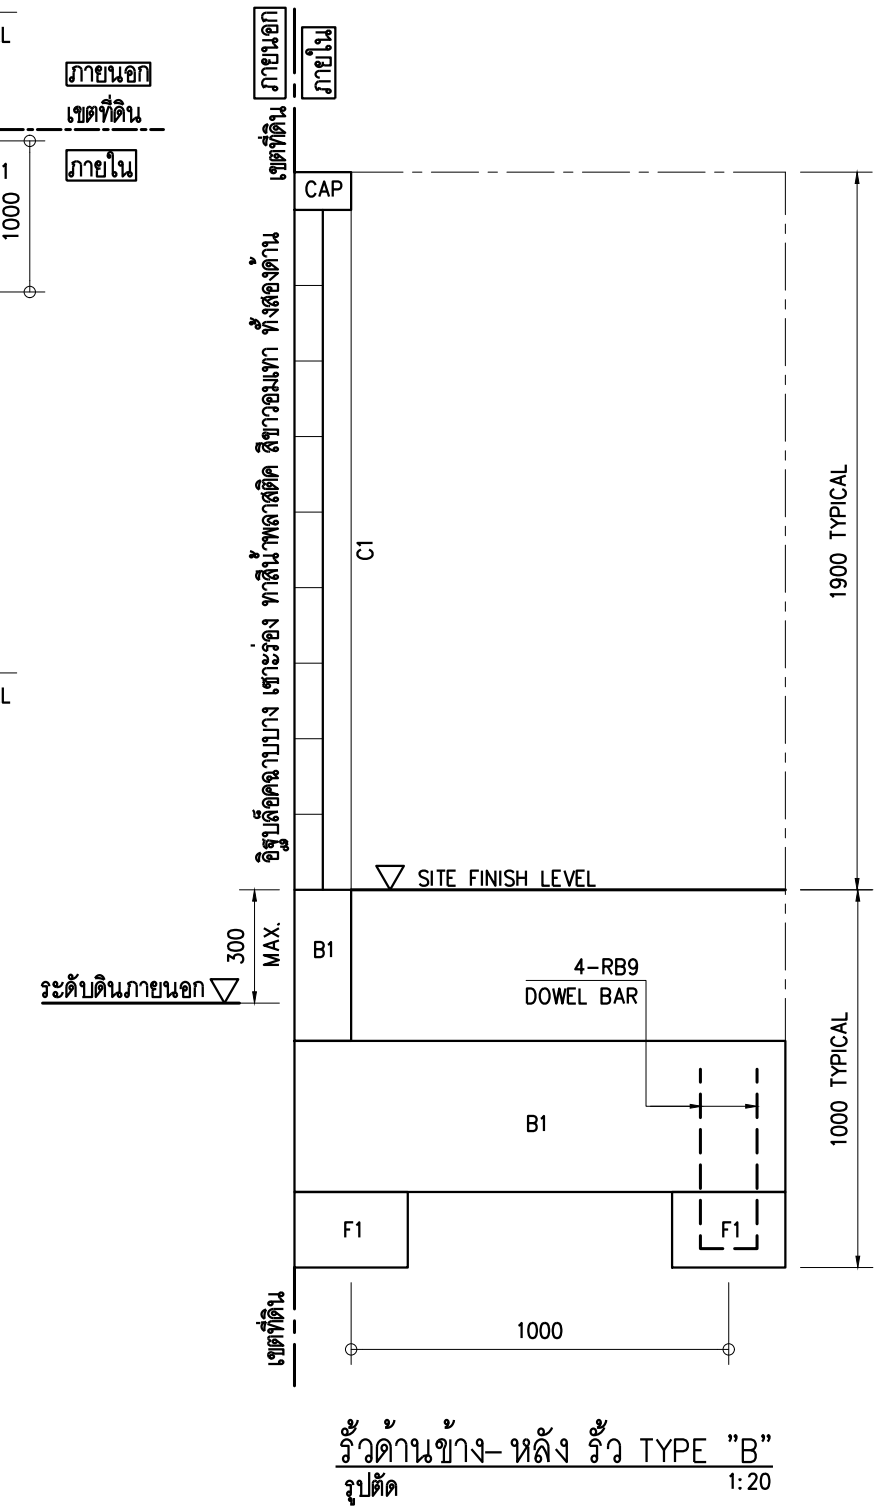 L
ภายนอก
เขตที่ดิน
ภายใน
1
1000
L
ภายนอก
ภายใน
เขตที่ดิน
CAP
อิฐบล็อคฉาบบาง เซาะร่อง ทาสีน้ำพลาสติค สีขาวอมเทา ทั้งสองด้าน
C1
1900 TYPICAL
SITE FINISH LEVEL
300
MAX.
B1
ระดับดินภายนอก
4-RB9
DOWEL BAR
1000 TYPICAL
B1
F1
F1
เขตที่ดิน
1000
รั้วด้านข้าง-หลัง รั้ว TYPE "B"
รูปตัด 1:20